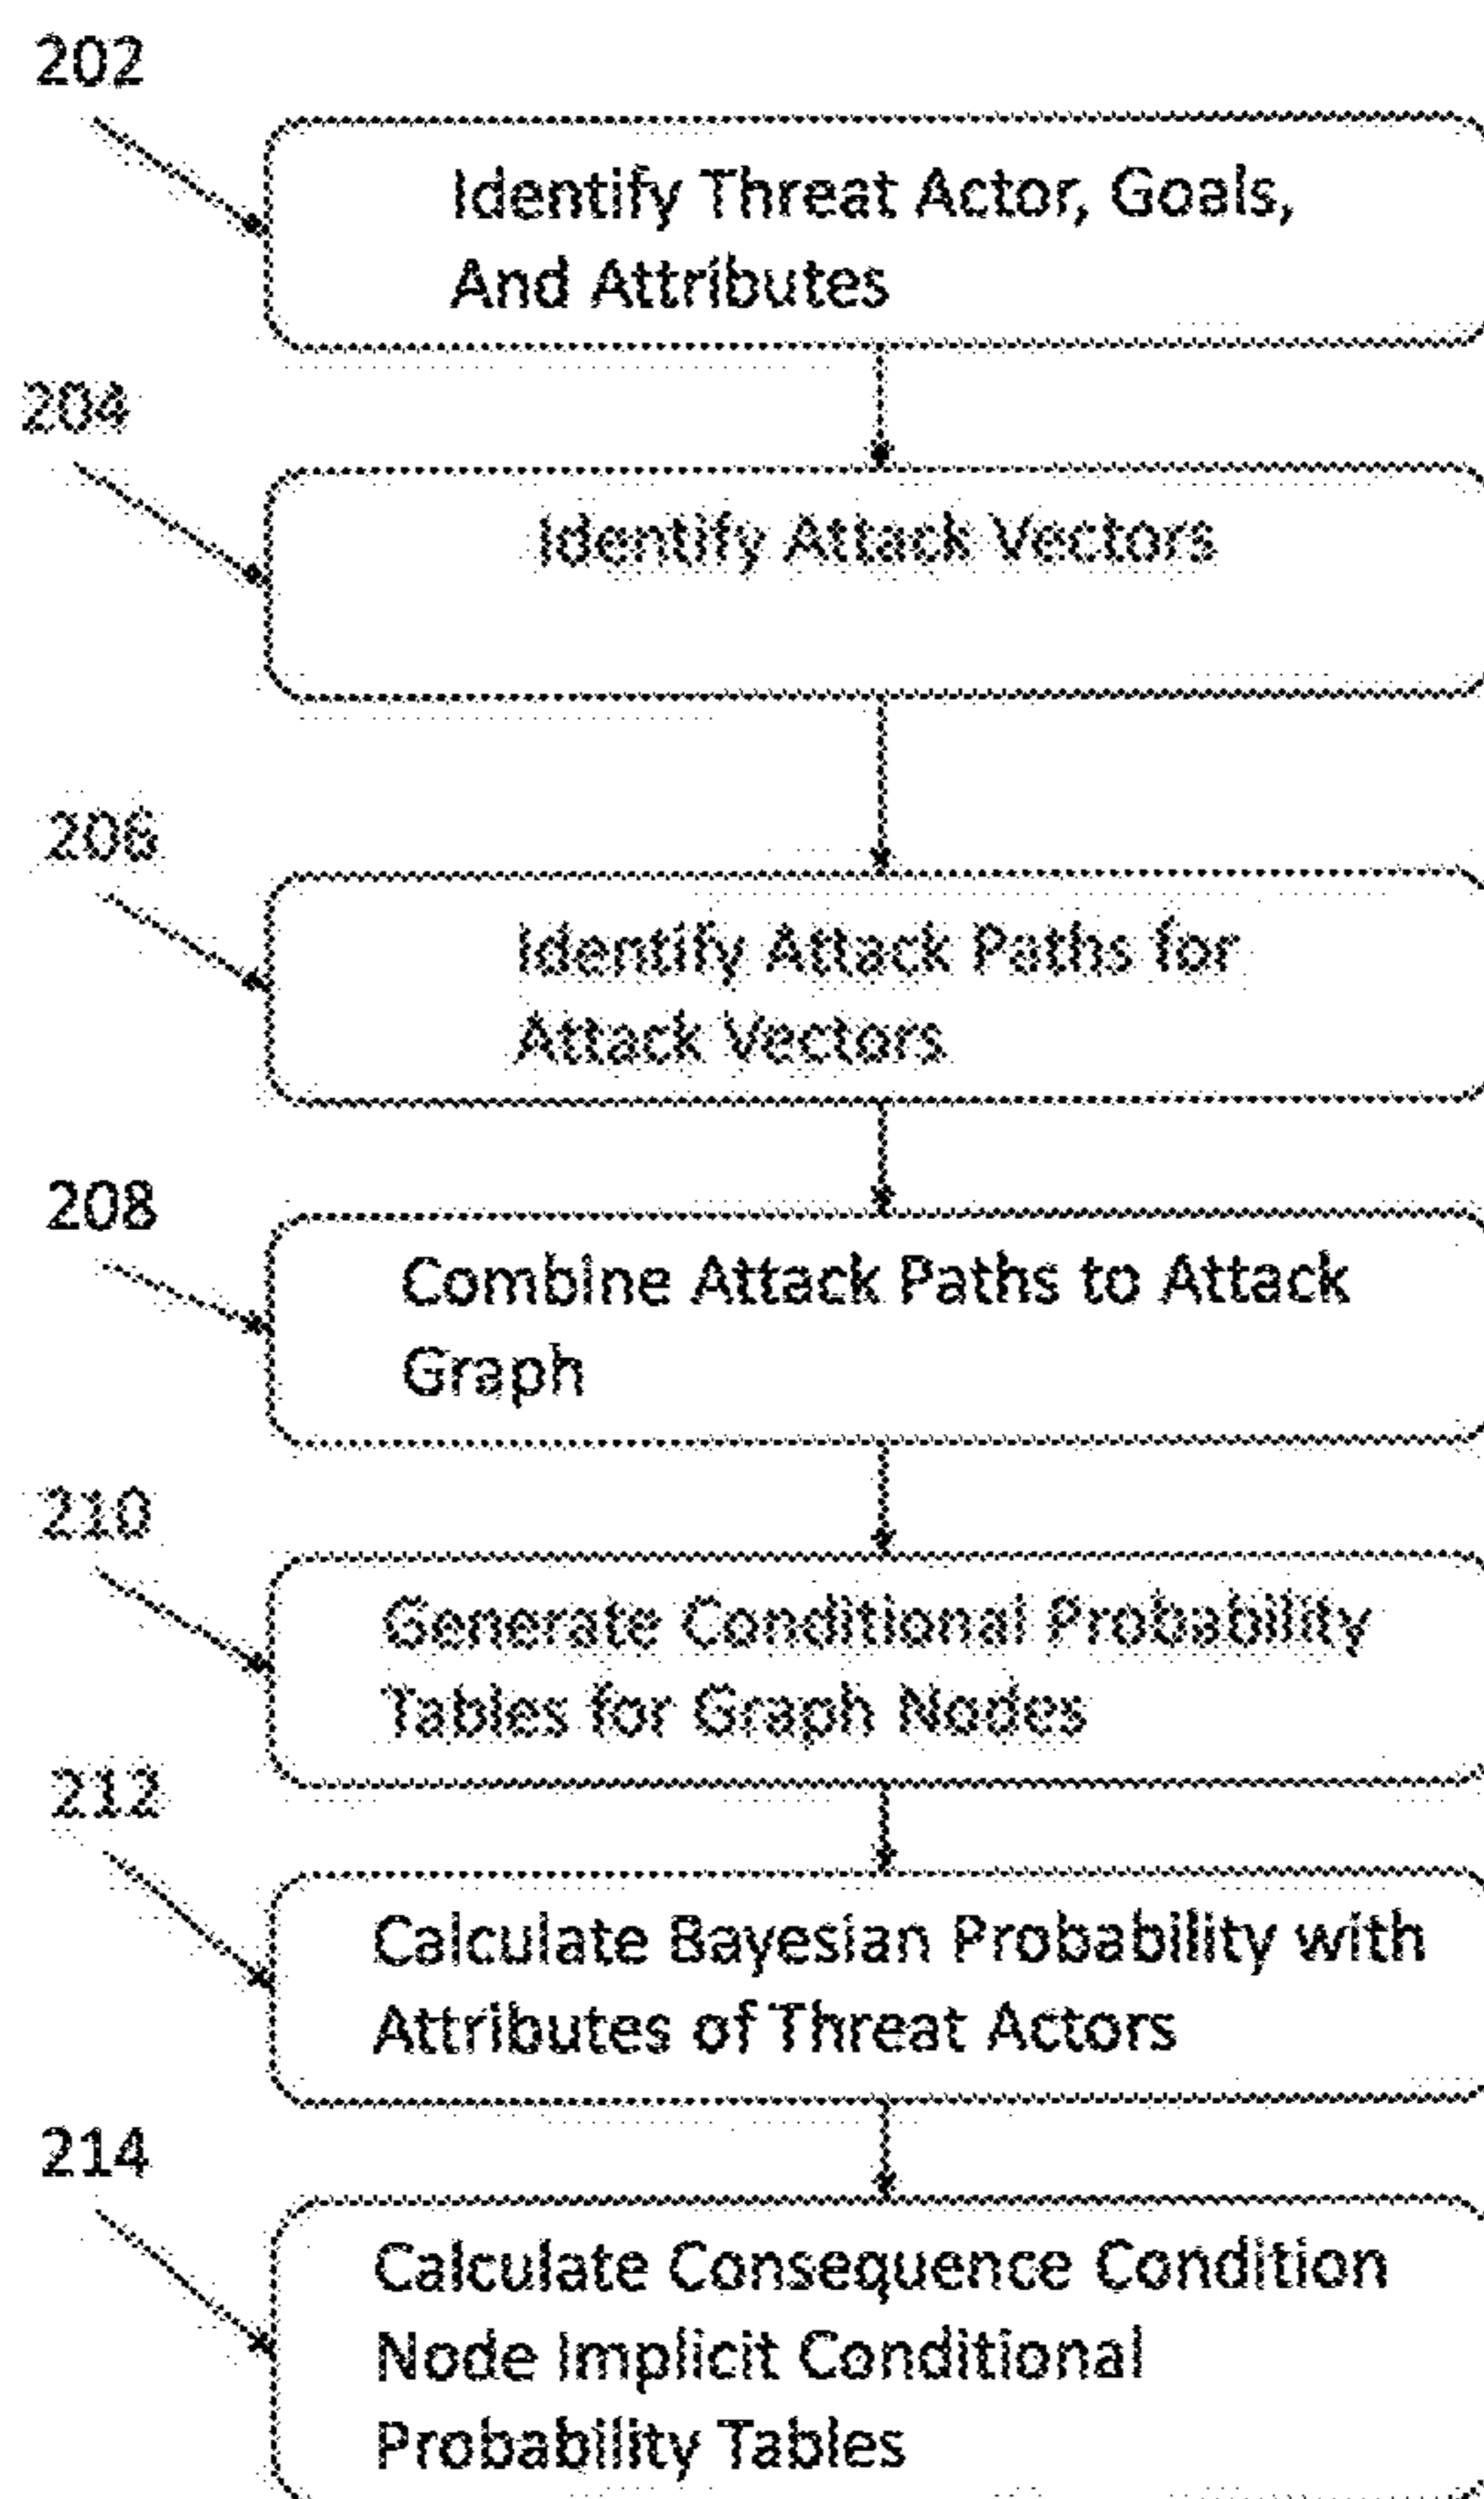 202
Identify Threat Actor, Goals,
And Attributes
204
Identify Attack Vectors
206
Identify Attack Paths for
Attack Vectors
208
Combine Attack Paths to Attack
Graph
210
Generate Conditional Probability
Tables for Graph Nodes
212
Calculate Bayesian Probability with
Attributes of Threat Actors
214
Calculate Consequence Condition
Node Implicit Conditional
Probability Tables